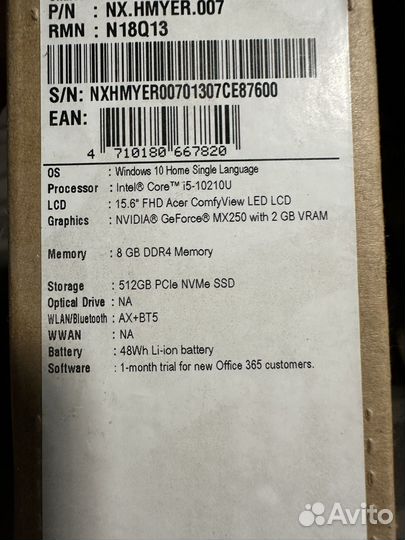 P/N : NX.HMYER.007
RMN : N18Q13
S/N: NXHMYER00701307CE87600
EAN:
4 710180 667820
OS : Windows 10 Home Single Language
Processor : Intel® Core™ i5-10210U
LCD : 15.6" FHD Acer ComfyView LED LCD
Graphics : NVIDIA® GeForce® MX250 with 2 GB VRAM
Memory : 8 GB DDR4 Memory
Storage : 512GB PCIe NVMe SSD
Optical Drive : NA
WLAN/Bluetooth : AX+BT5
WWAN : NA
Battery : 48Wh Li-ion battery
Software : 1-month trial for new Office 365 customers.
Avito